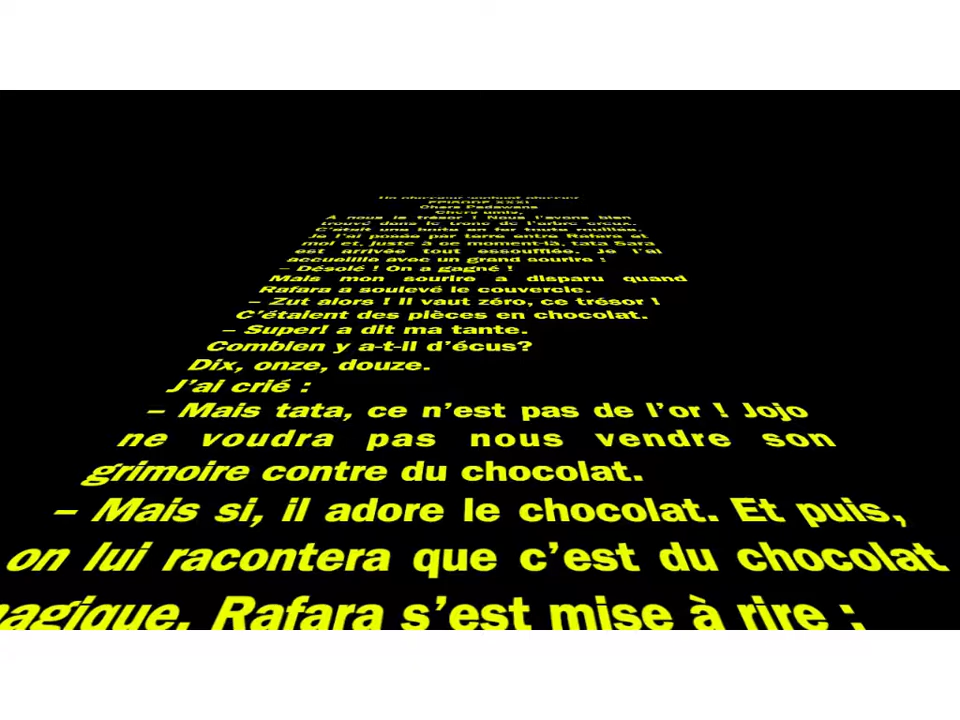 EPISODE XXXI
Chers Padawans
A nous le trésor ! Nous l'avons bien
trouvé dans le tronc de l'arbre creux.
C'était une boîte en fer toute rouillée.
Je l'ai posée par terre entre Rafara et
moi et, juste à ce moment-là, tata Sara
est arrivée tout essoufflée. Je l'ai
accueillie avec un grand sourire !
– Désolé ! On a gagné !
Mais mon sourire a disparu quand
Rafara a soulevé le couvercle.
– Zut alors ! Il vaut zéro, ce trésor !
C'étaient des pièces en chocolat.
– Super! a dit ma tante.
Combien y a-t-il d'écus?
Dix, onze, douze.
J'ai crié :
– Mais tata, ce n'est pas de l'or ! Jojo
ne voudra pas nous vendre son
grimoire contre du chocolat.
– Mais si, il adore le chocolat. Et puis,
on lui racontera que c'est du chocolat
magique. Rafara s'est mise à rire :